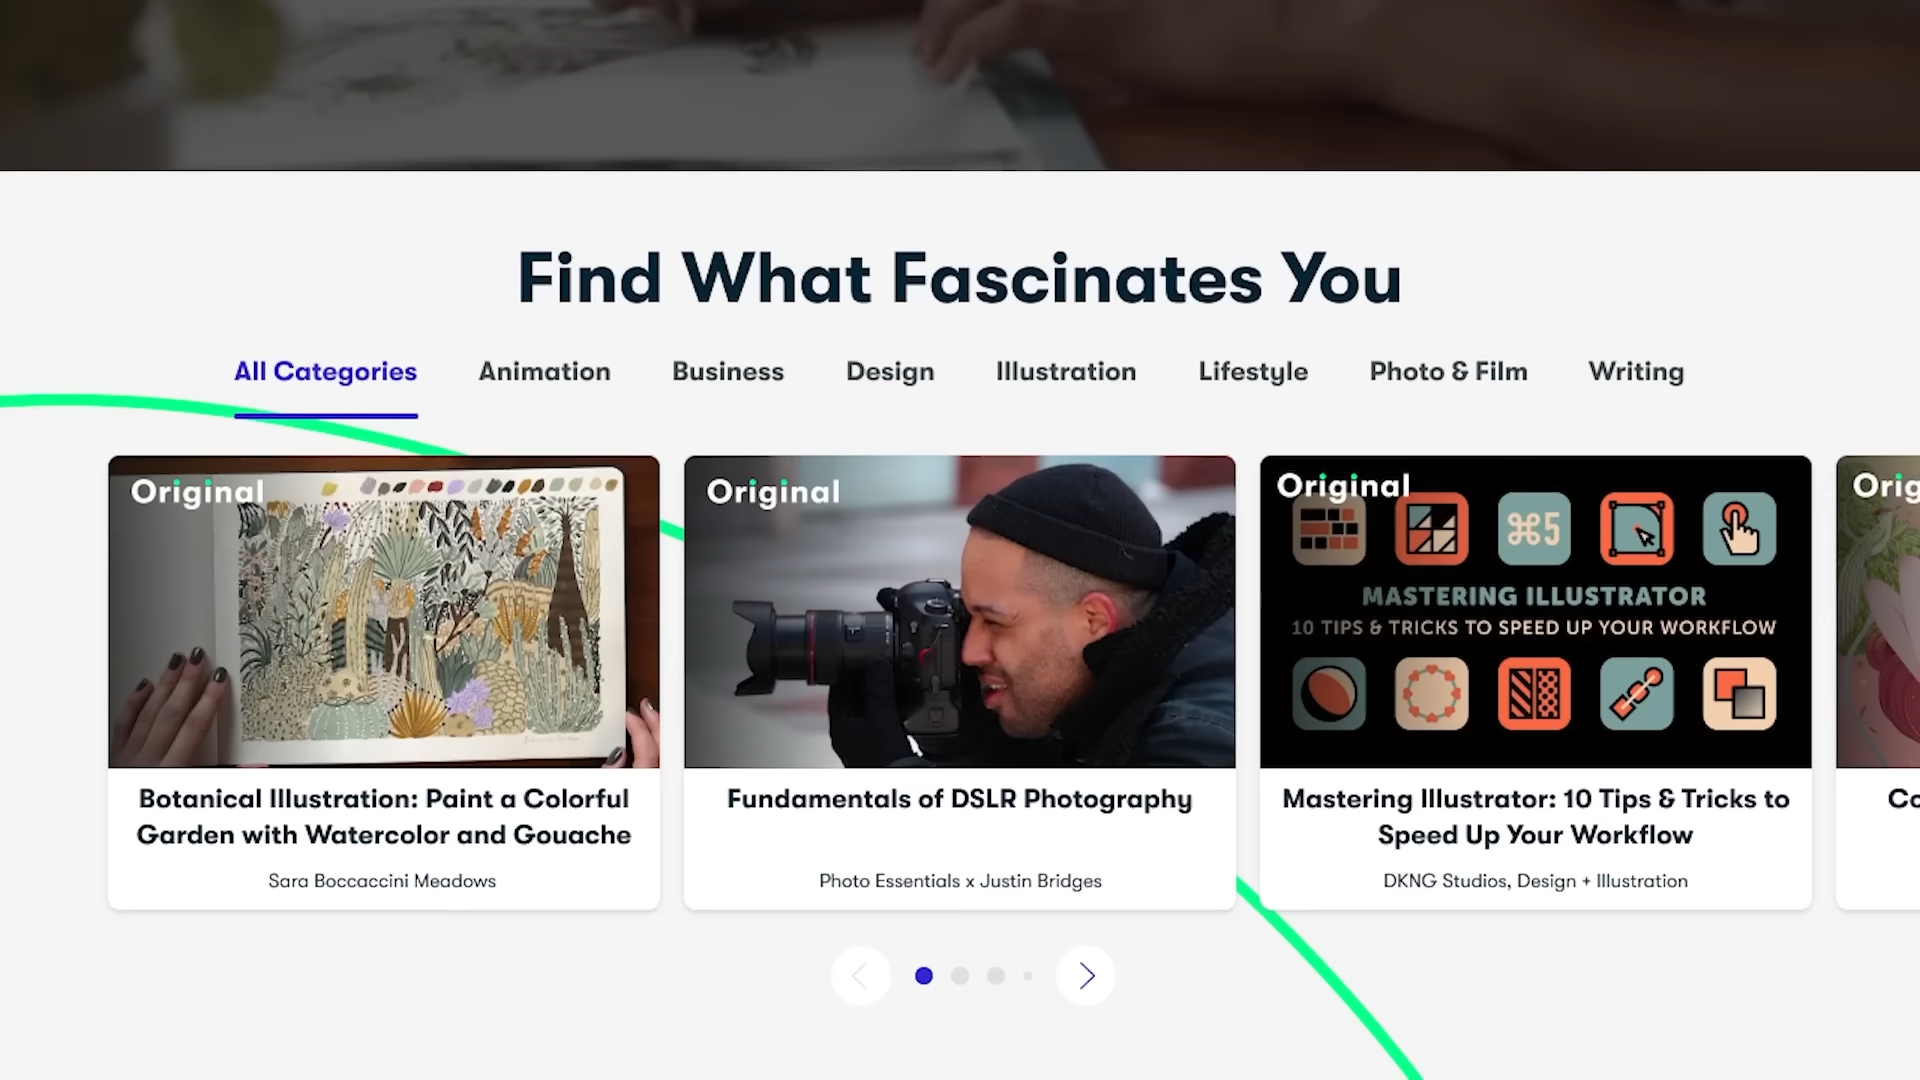 Find What Fascinates You
All Categories
Animation
Business
Design
Illustration
Lifestyle
Photo & Film
Writing
Original
Botanical Illustration: Paint a Colorful
Garden with Watercolor and Gouache
Sara Boccaccini Meadows
Original
Fundamentals of DSLR Photography
Photo Essentials x Justin Bridges
Original
⌘5
MASTERING ILLUSTRATOR
10 TIPS & TRICKS TO SPEED UP YOUR WORKFLOW
Mastering Illustrator: 10 Tips & Tricks to
Speed Up Your Workflow
DKNG Studios, Design + Illustration
Orig
Co